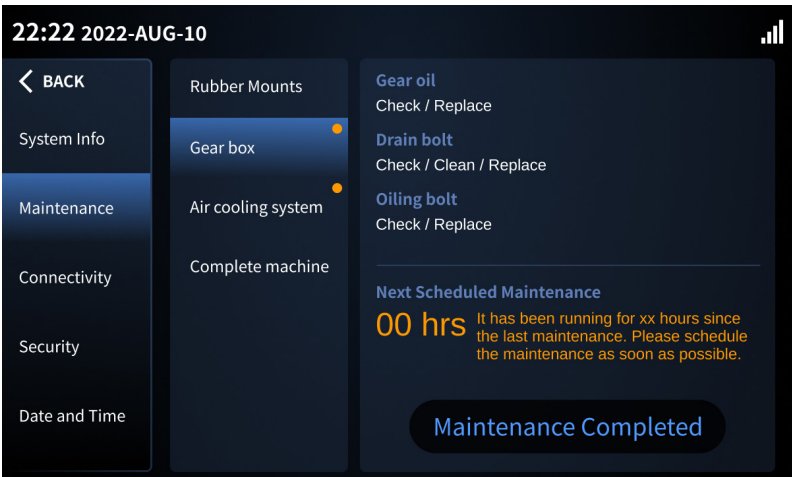 22:22 2022-AUG-10
BACK
System Info
Maintenance
Connectivity
Security
Date and Time
Rubber Mounts
Gear box
Air cooling system
Complete machine
Gear oil
Check / Replace
Drain bolt
Check / Clean / Replace
Oiling bolt
Check / Replace
Next Scheduled Maintenance
00 hrs
It has been running for xx hours since
the last maintenance. Please schedule
the maintenance as soon as possible.
Maintenance Completed